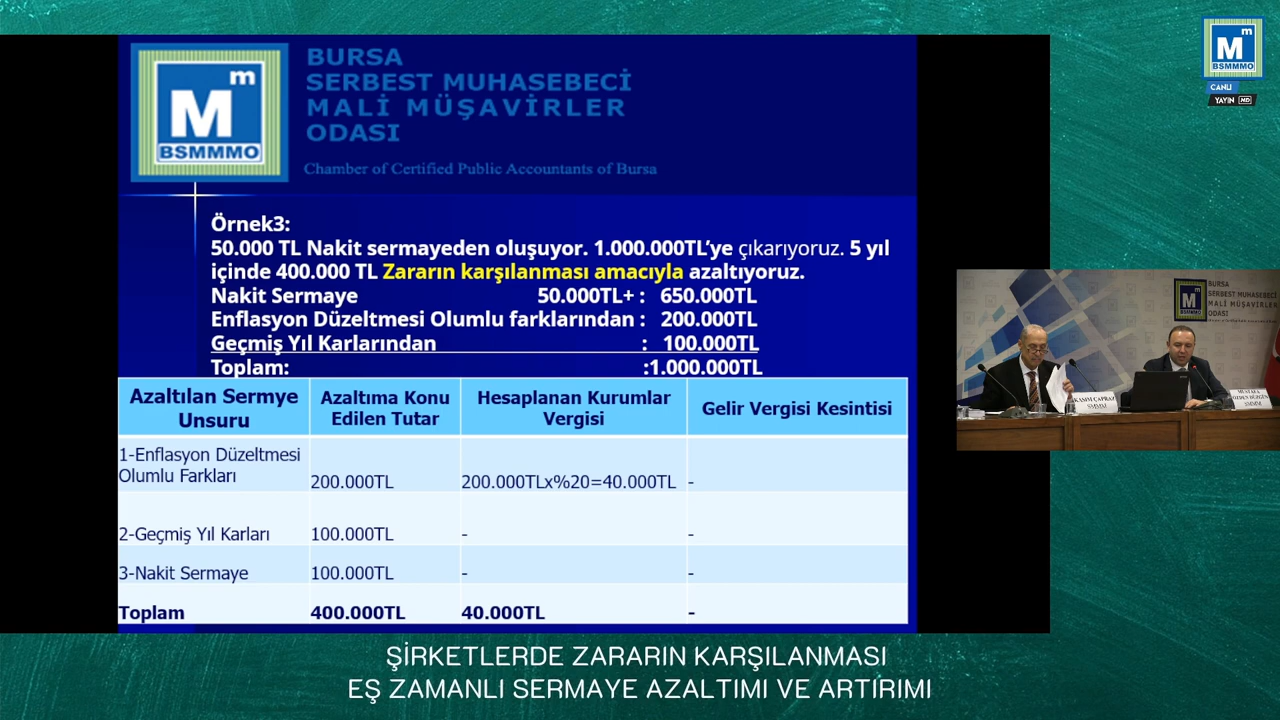 BURSA
SERBEST MUHASEBECİ
MALİ MÜŞAVİRLER
ODASI
Chamber of Certified Public Accountants of Bursa
Mm
BSMMMO
Mm
BSMMMO
CANLI
YAYIN HD
Örnek3:
50.000 TL Nakit sermayeden oluşuyor. 1.000.000TL’ye çıkarıyoruz. 5 yıl
içinde 400.000 TL Zararın karşılanması amacıyla azaltıyoruz.
Nakit Sermaye 50.000TL+ : 650.000TL
Enflasyon Düzeltmesi Olumlu farklarından : 200.000TL
Geçmiş Yıl Karlarından : 100.000TL
Toplam: :1.000.000TL
Azaltılan Sermye Unsuru Azaltıma Konu Edilen Tutar Hesaplanan Kurumlar Vergisi Gelir Vergisi Kesintisi
1-Enflasyon Düzeltmesi Olumlu Farkları 200.000TL 200.000TLx%20=40.000TL -
2-Geçmiş Yıl Karları 100.000TL - -
3-Nakit Sermaye 100.000TL - -
Toplam 400.000TL 40.000TL -
BURSA
SERBEST MUHASEBECİ
MALİ MÜŞAVİRLER
ODASI
ŞİRKETLERDE ZARARIN KARŞILANMASI
EŞ ZAMANLI SERMAYE AZALTIMI VE ARTIRIMI